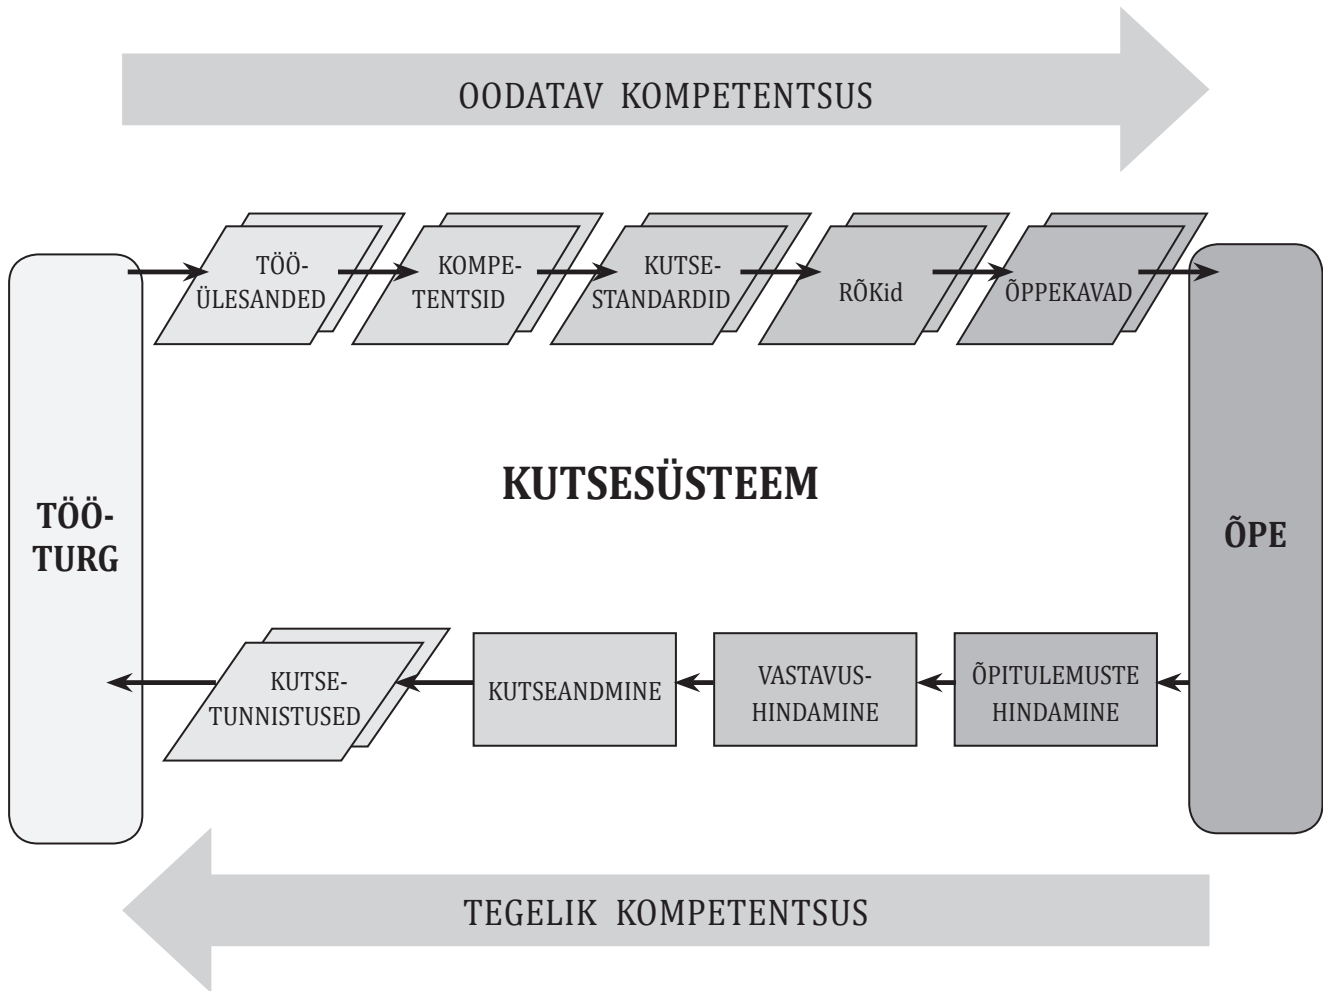 OODATAV KOMPETENTSUS
TÖÖ-
ÜLESANDED
KOMPE-
TENTSID
KUTSE-
STANDARDID
RÕKid
ÕPPEKAVAD
KUTSESÜSTEEM
TÖÖ-
TURG
ÕPE
KUTSE-
TUNNISTUSED
KUTSEANDMINE
VASTAVUS-
HINDAMINE
ÕPITULEMUSTE
HINDAMINE
TEGELIK KOMPETENTSUS